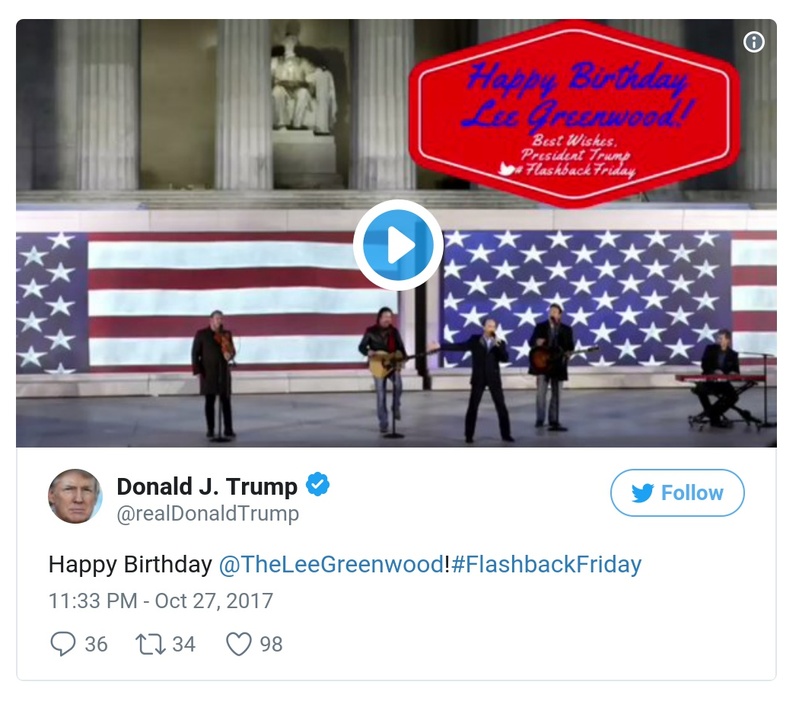 Happy Birthday
Lee Greenwood!
Best Wishes,
President Trump
#FlashbackFriday
Donald J. Trump
@realDonaldTrump
Follow
Happy Birthday @TheLeeGreenwood!#FlashbackFriday
11:33 PM - Oct 27, 2017
36 34 98